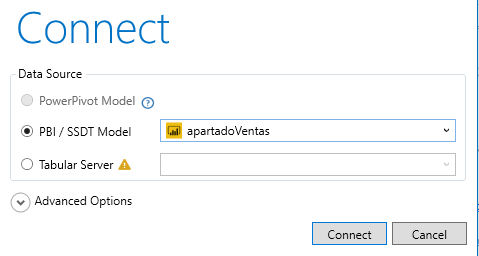 Connect
Data Source
PowerPivot Model ?
PBI / SSDT Model apartadoVentas
Tabular Server
Advanced Options
Connect Cancel